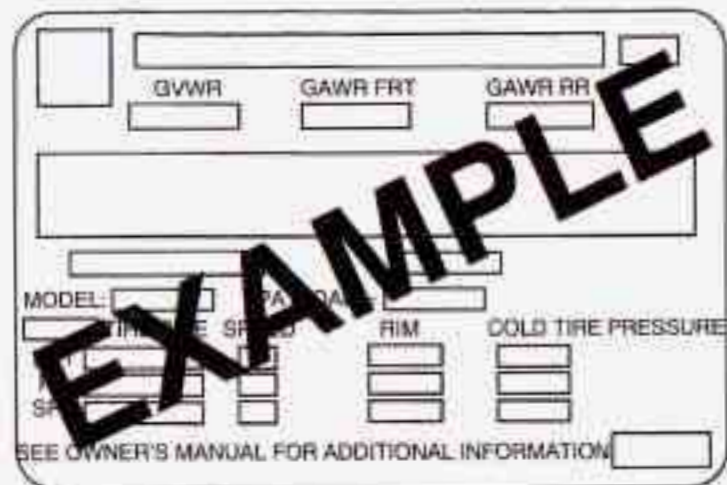 GVWR GAWR FRT GAWR RR
EXAMPLE
MODEL:
RIM COLD TIRE PRESSURE
SEE OWNER'S MANUAL FOR ADDITIONAL INFORMATION